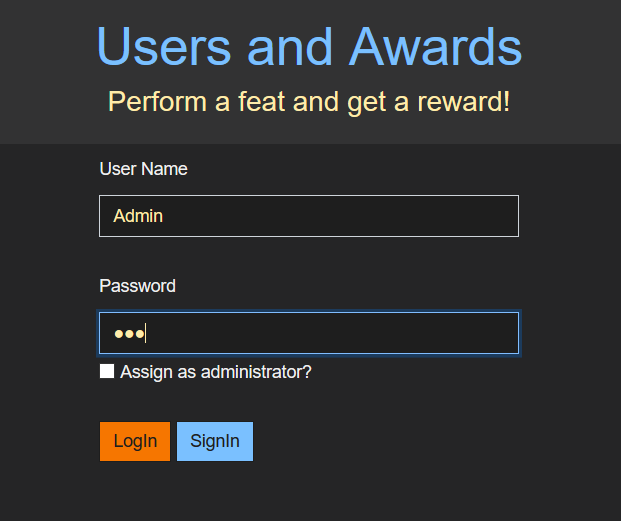 Users and Awards
Perform a feat and get a reward!
User Name
Admin
Password
•••
Assign as administrator?
LogIn SignIn